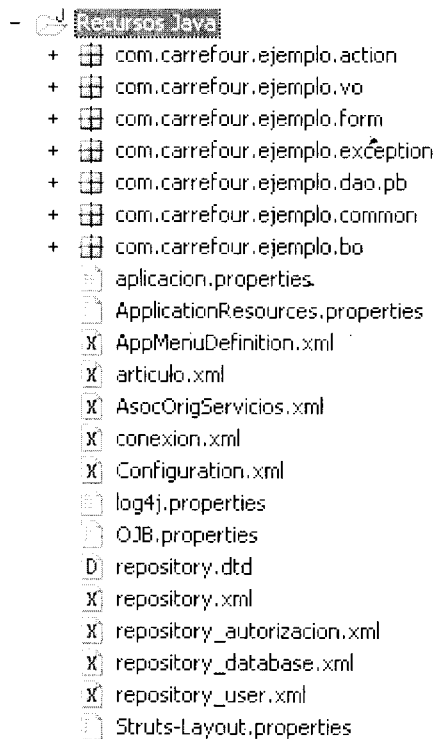 Recursos Java
com.carrefour.ejemplo.action
com.carrefour.ejemplo.vo
com.carrefour.ejemplo.form
com.carrefour.ejemplo.exception
com.carrefour.ejemplo.dao.pb
com.carrefour.ejemplo.common
com.carrefour.ejemplo.bo
aplicacion.properties
ApplicationResources.properties
AppMenuDefinition.xml
articulo.xml
AsocOrigServicios.xml
conexion.xml
Configuration.xml
log4j.properties
OJB.properties
repository.dtd
repository.xml
repository_autorizacion.xml
repository_database.xml
repository_user.xml
Struts-Layout.properties